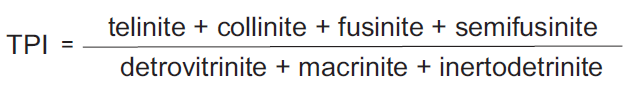 telinite + collinite + fusinite + semifusinite
TPI =
detrovitrinite + macrinite + inertodetrinite